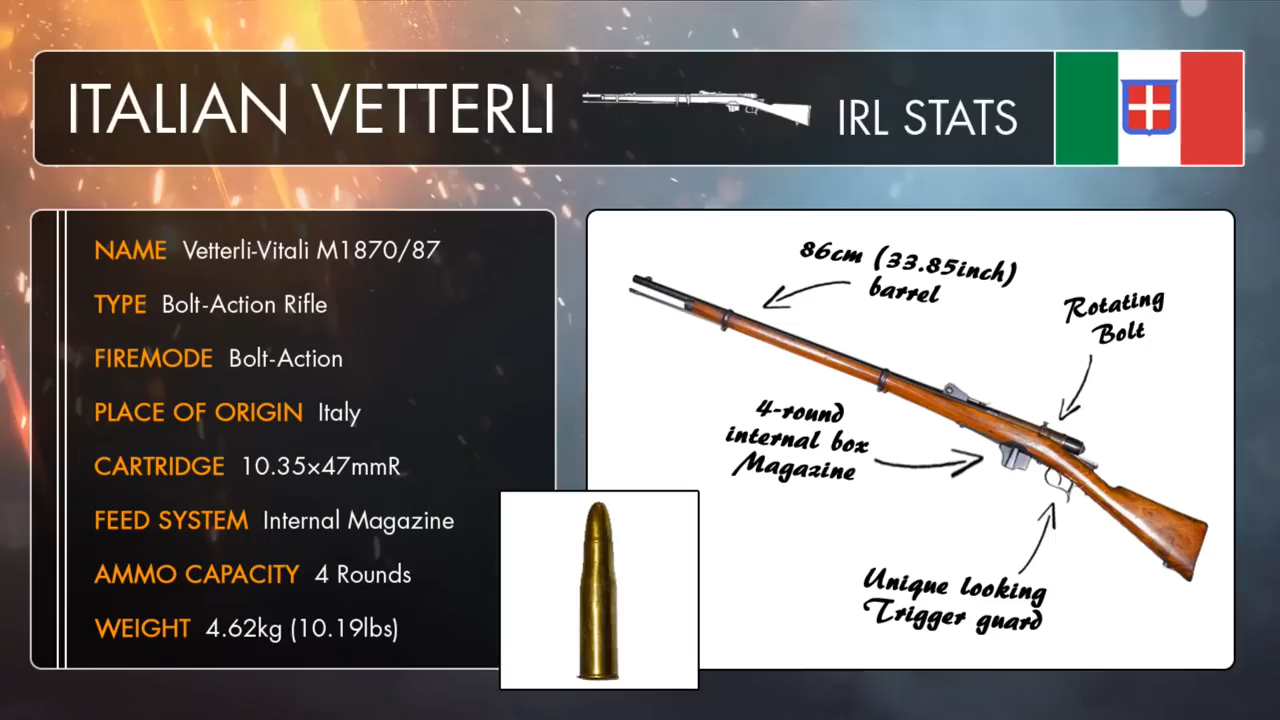 ITALIAN VETTERLI IRL STATS
NAME Vetterli-Vitali M1870/87
TYPE Bolt-Action Rifle
FIREMODE Bolt-Action
PLACE OF ORIGIN Italy
CARTRIDGE 10.35×47mmR
FEED SYSTEM Internal Magazine
AMMO CAPACITY 4 Rounds
WEIGHT 4.62kg (10.19lbs)
86cm (33.85inch)
barrel
Rotating
Bolt
4-round
internal box
Magazine
Unique looking
Trigger guard